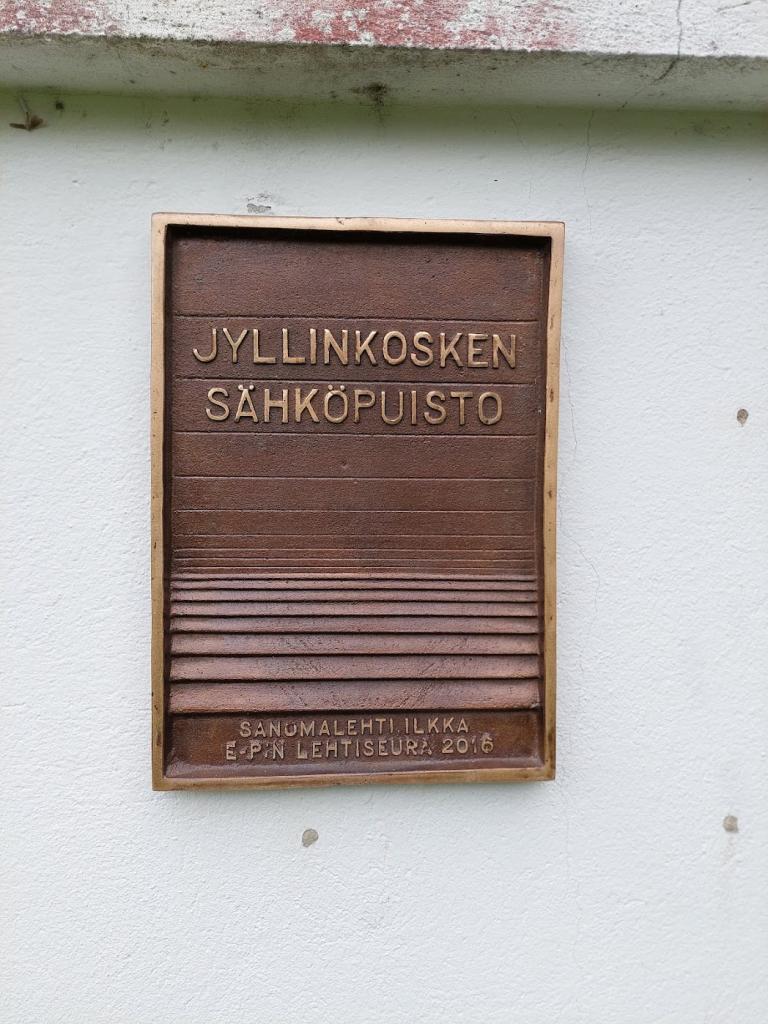 JYLLINKOSKEN
SÄHKÖPUISTO
SANOMALEHTI ILKKA
E-P:N LEHTISEURA 2016